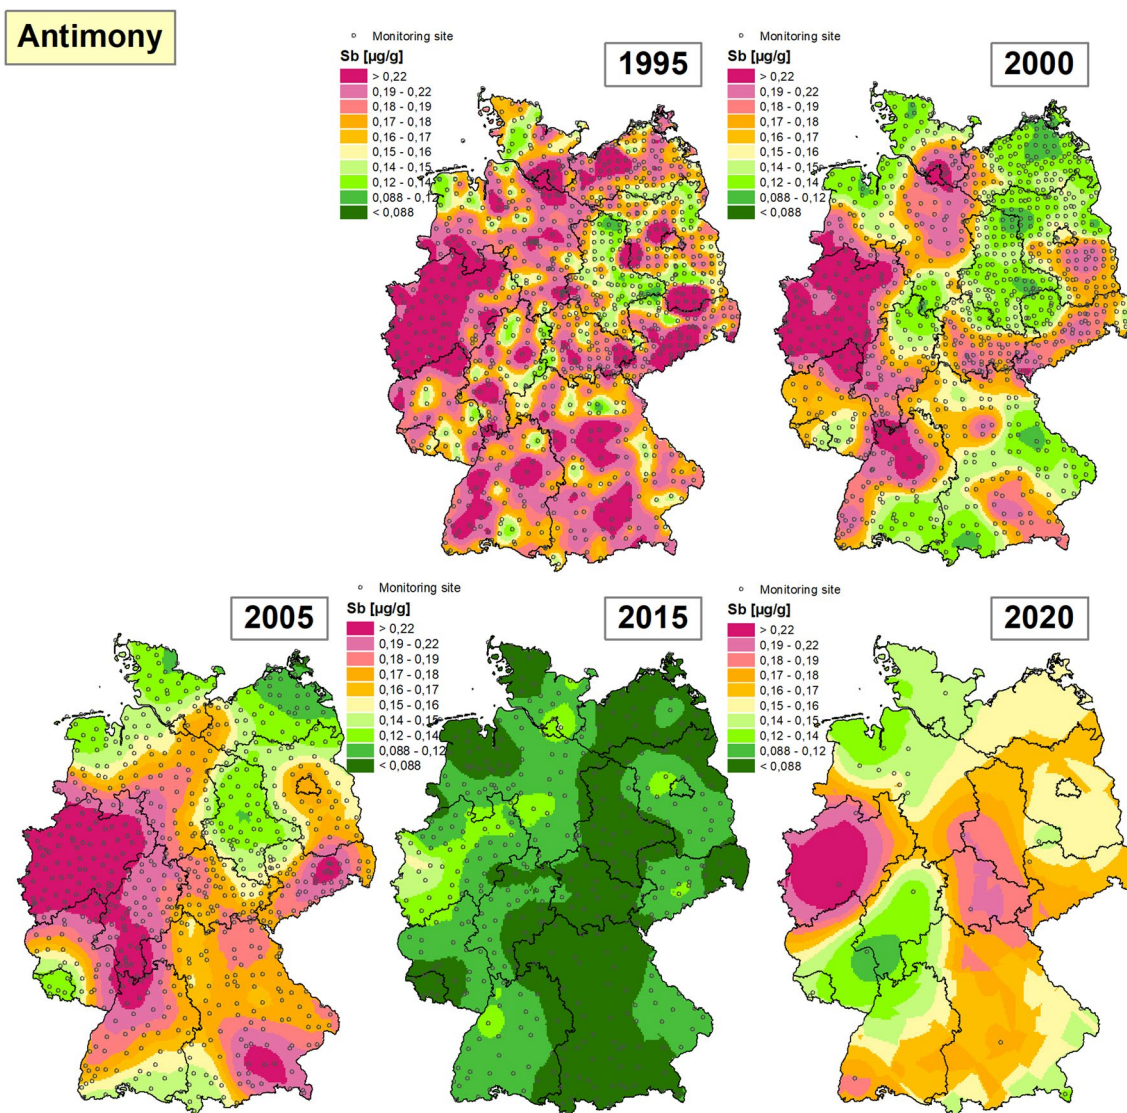 Antimony
Monitoring site
Sb [µg/g]
> 0,22
0,19 - 0,22
0,18 - 0,19
0,17 - 0,18
0,16 - 0,17
0,15 - 0,16
0,14 - 0,15
0,12 - 0,14
0,088 - 0,12
< 0,088
1995
Monitoring site
Sb [µg/g]
> 0,22
0,19 - 0,22
0,18 - 0,19
0,17 - 0,18
0,16 - 0,17
0,15 - 0,16
0,14 - 0,15
0,12 - 0,14
0,088 - 0,12
< 0,088
2000
2005
Monitoring site
Sb [µg/g]
> 0,22
0,19 - 0,22
0,18 - 0,19
0,17 - 0,18
0,16 - 0,17
0,15 - 0,16
0,14 - 0,15
0,12 - 0,14
0,088 - 0,12
< 0,088
2015
Monitoring site
Sb [µg/g]
> 0,22
0,19 - 0,22
0,18 - 0,19
0,17 - 0,18
0,16 - 0,17
0,15 - 0,16
0,14 - 0,15
0,12 - 0,14
0,088 - 0,12
< 0,088
2020